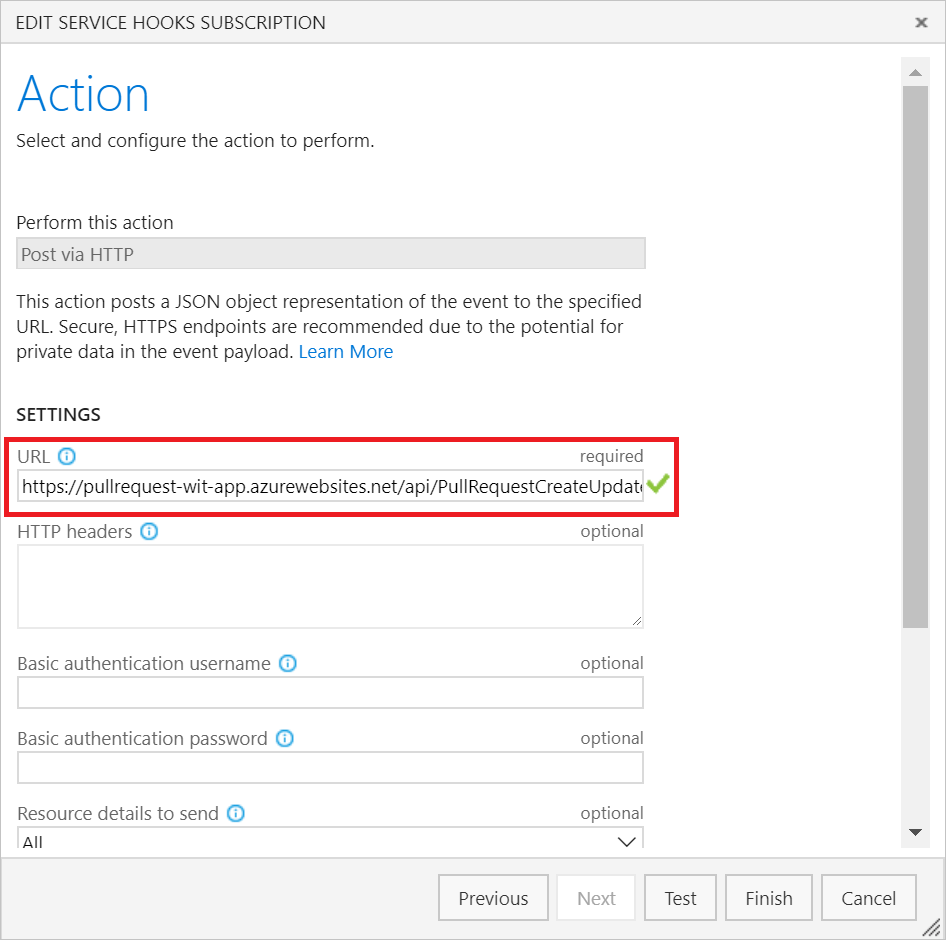 EDIT SERVICE HOOKS SUBSCRIPTION
Action
Select and configure the action to perform.
Perform this action
Post via HTTP
This action posts a JSON object representation of the event to the specified
URL. Secure, HTTPS endpoints are recommended due to the potential for
private data in the event payload. Learn More
SETTINGS
URL required
https://pullrequest-wit-app.azurewebsites.net/api/PullRequestCreateUpdate
HTTP headers optional
Basic authentication username optional
Basic authentication password optional
Resource details to send optional
All
Previous Next Test Finish Cancel